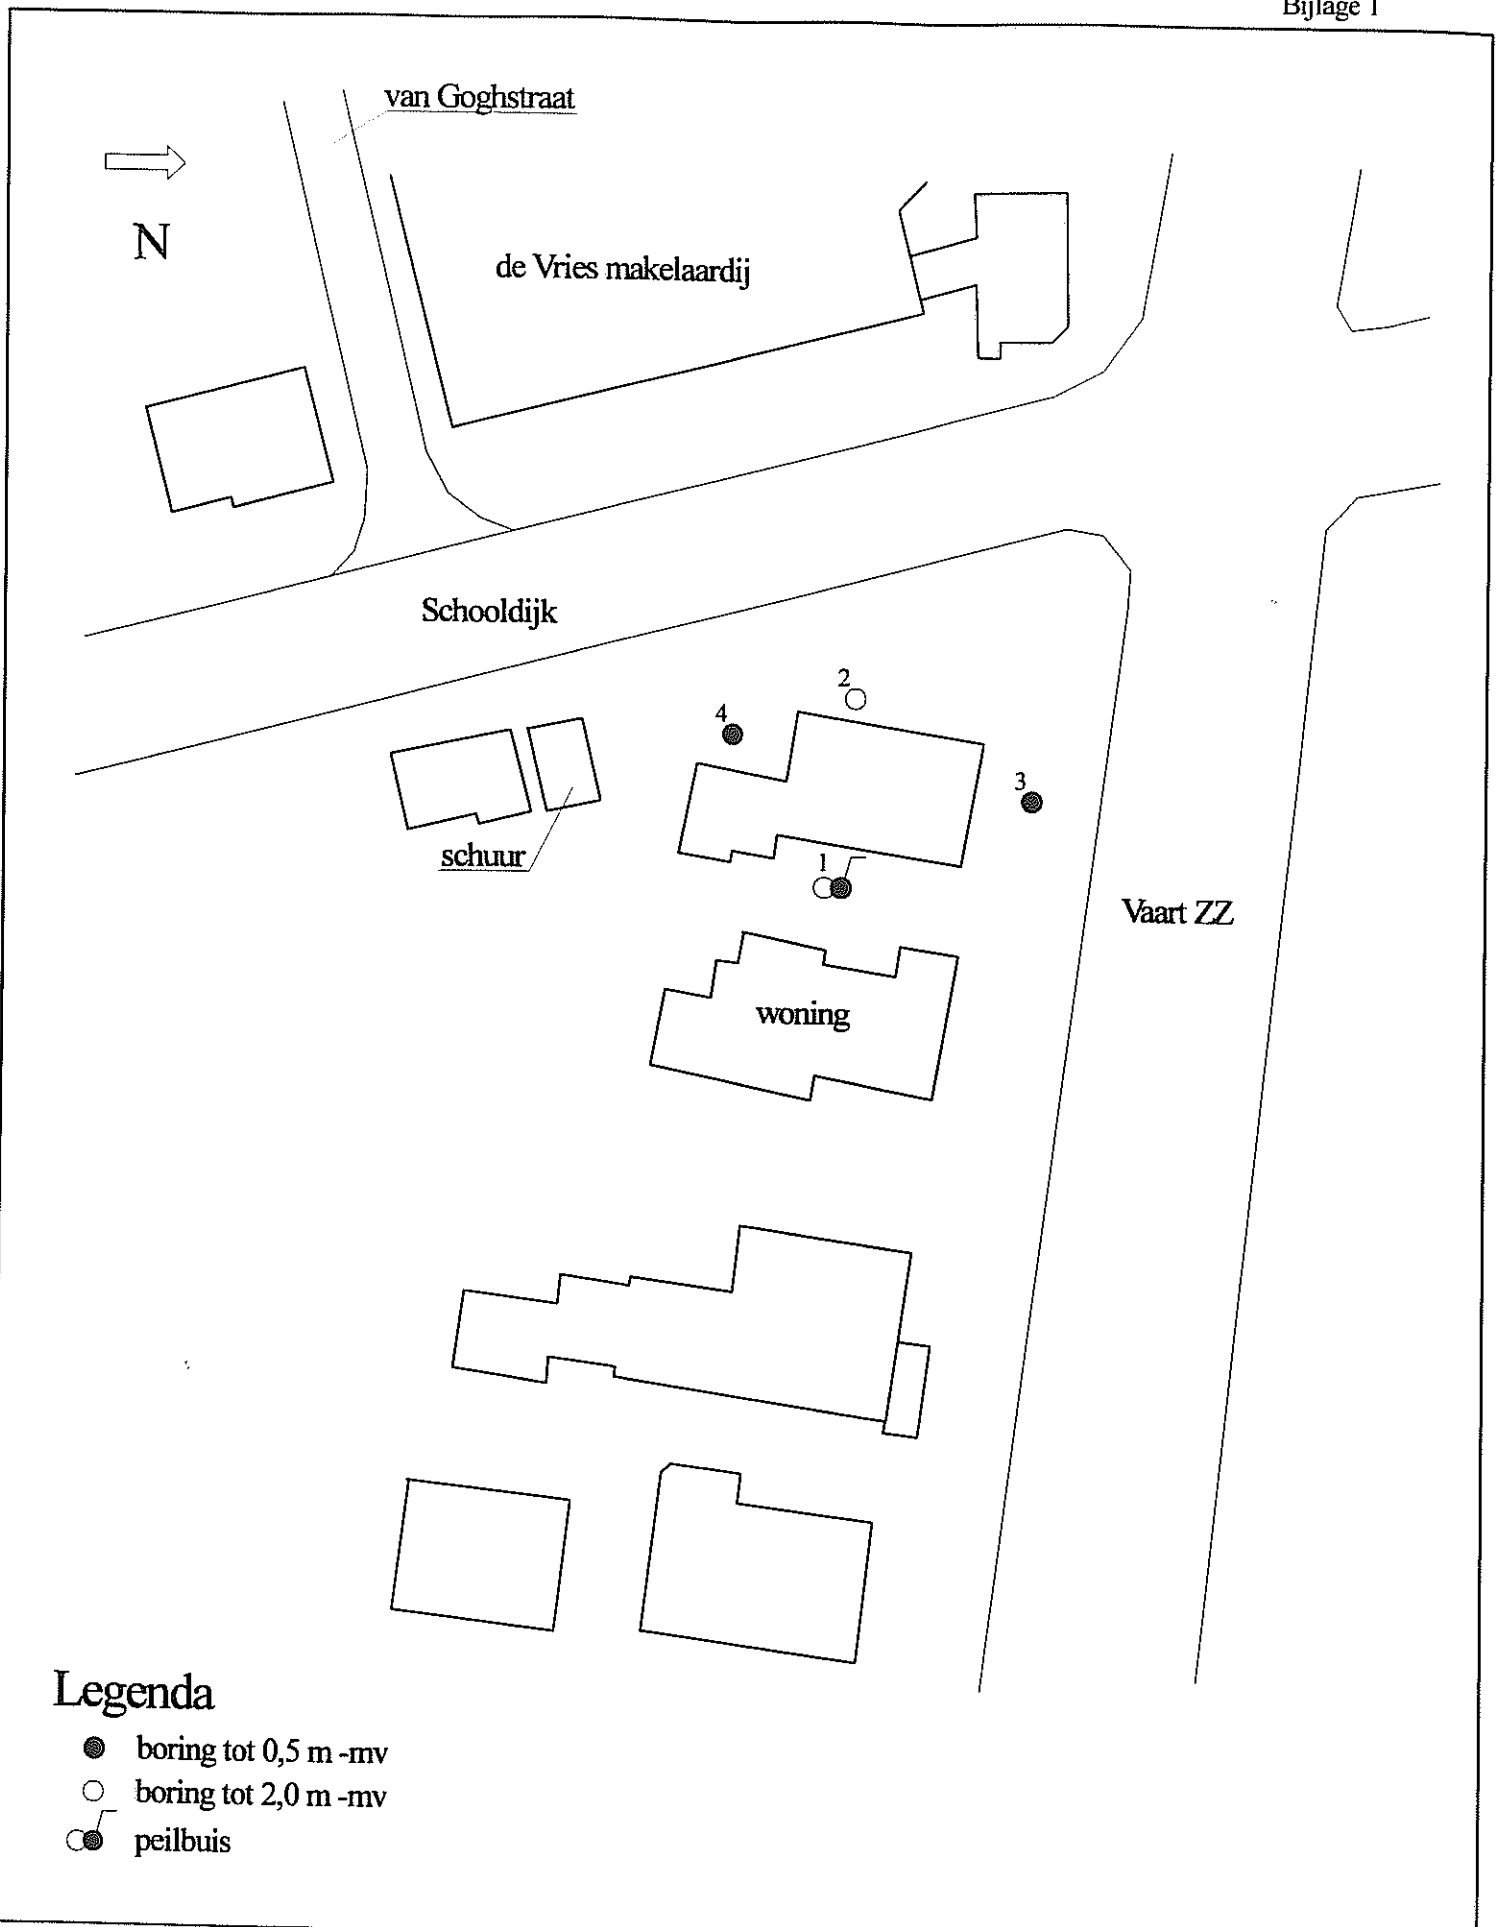 Bijlage 1
van Goghstraat
N
de Vries makelaardij
Schooldijk
2
4
3
schuur
1
Vaart ZZ
woning
Legenda
boring tot 0,5 m -mv
boring tot 2,0 m -mv
peilbuis